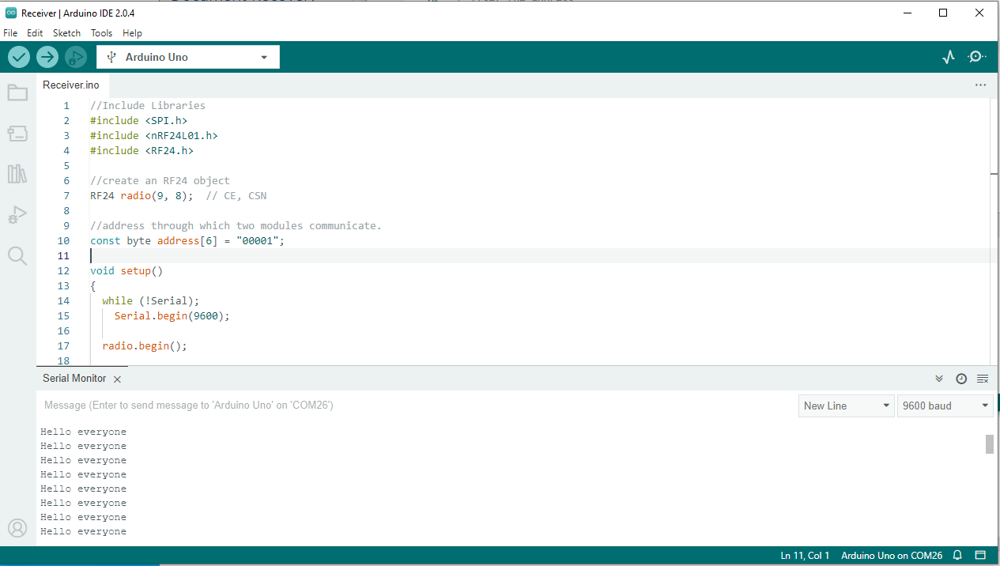 Receiver | Arduino IDE 2.0.4
File Edit Sketch Tools Help
Arduino Uno
Receiver.ino
1 //Include Libraries
2 #include <SPI.h>
3 #include <nRF24L01.h>
4 #include <RF24.h>
5
6 //create an RF24 object
7 RF24 radio(9, 8);  // CE, CSN
8
9 //address through which two modules communicate.
10 const byte address[6] = "00001";
11
12 void setup()
13 {
14   while (!Serial);
15     Serial.begin(9600);
16
17   radio.begin();
18
Serial Monitor
Message (Enter to send message to 'Arduino Uno' on 'COM26')
New Line 9600 baud
Hello everyone
Hello everyone
Hello everyone
Hello everyone
Hello everyone
Hello everyone
Hello everyone
Hello everyone
Ln 11, Col 1 Arduino Uno on COM26